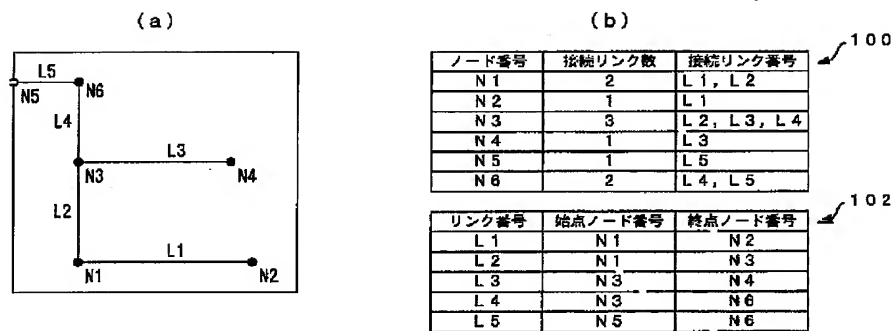 (a)
L5
N5
N6
L4
L3
N3
N4
L2
L1
N1
N2
(b)
100
ノード番号 接続リンク数 接続リンク番号
N1 2 L1, L2
N2 1 L1
N3 3 L2, L3, L4
N4 1 L3
N5 1 L5
N6 2 L4, L5
102
リンク番号 始点ノード番号 終点ノード番号
L1 N1 N2
L2 N1 N3
L3 N3 N4
L4 N3 N6
L5 N5 N6